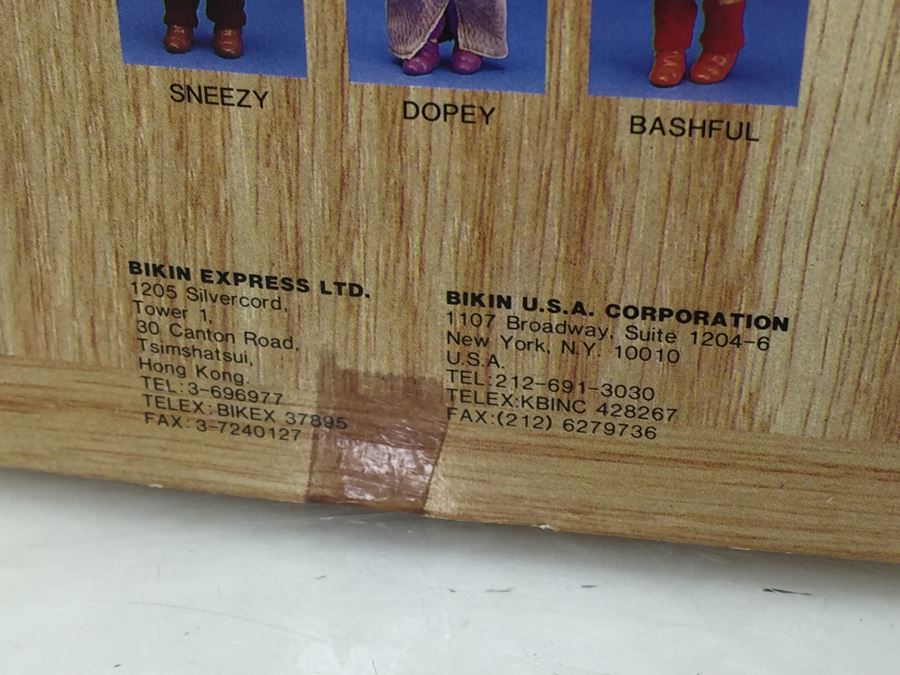 SNEEZY
DOPEY
BASHFUL
BIKIN EXPRESS LTD.
1205 Silvercord,
Tower 1,
30 Canton Road,
Tsimshatsui,
Hong Kong.
TEL:3-696977
TELEX:BIKEX 37895
FAX:3-7240127
BIKIN U.S.A. CORPORATION
1107 Broadway, Suite 1204-6
New York, N.Y. 10010
U.S.A.
TEL:212-691-3030
TELEX:KBINC 428267
FAX:(212) 6279736